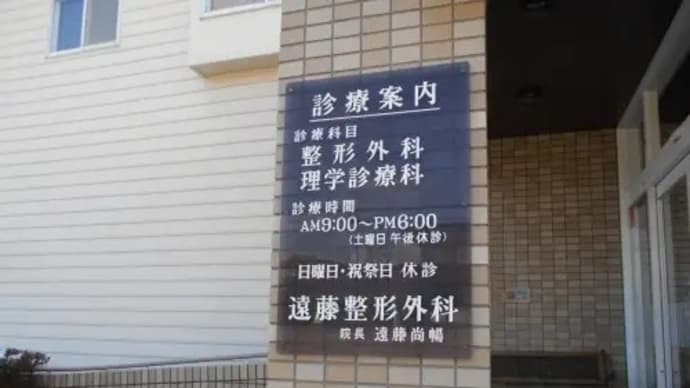 診療案内
診療科目
整形外科
理学診療科
診療時間
AM9:00～PM6:00
(土曜日 午後休診)
日曜日・祝祭日 休診
遠藤整形外科
院長 遠藤尚暢